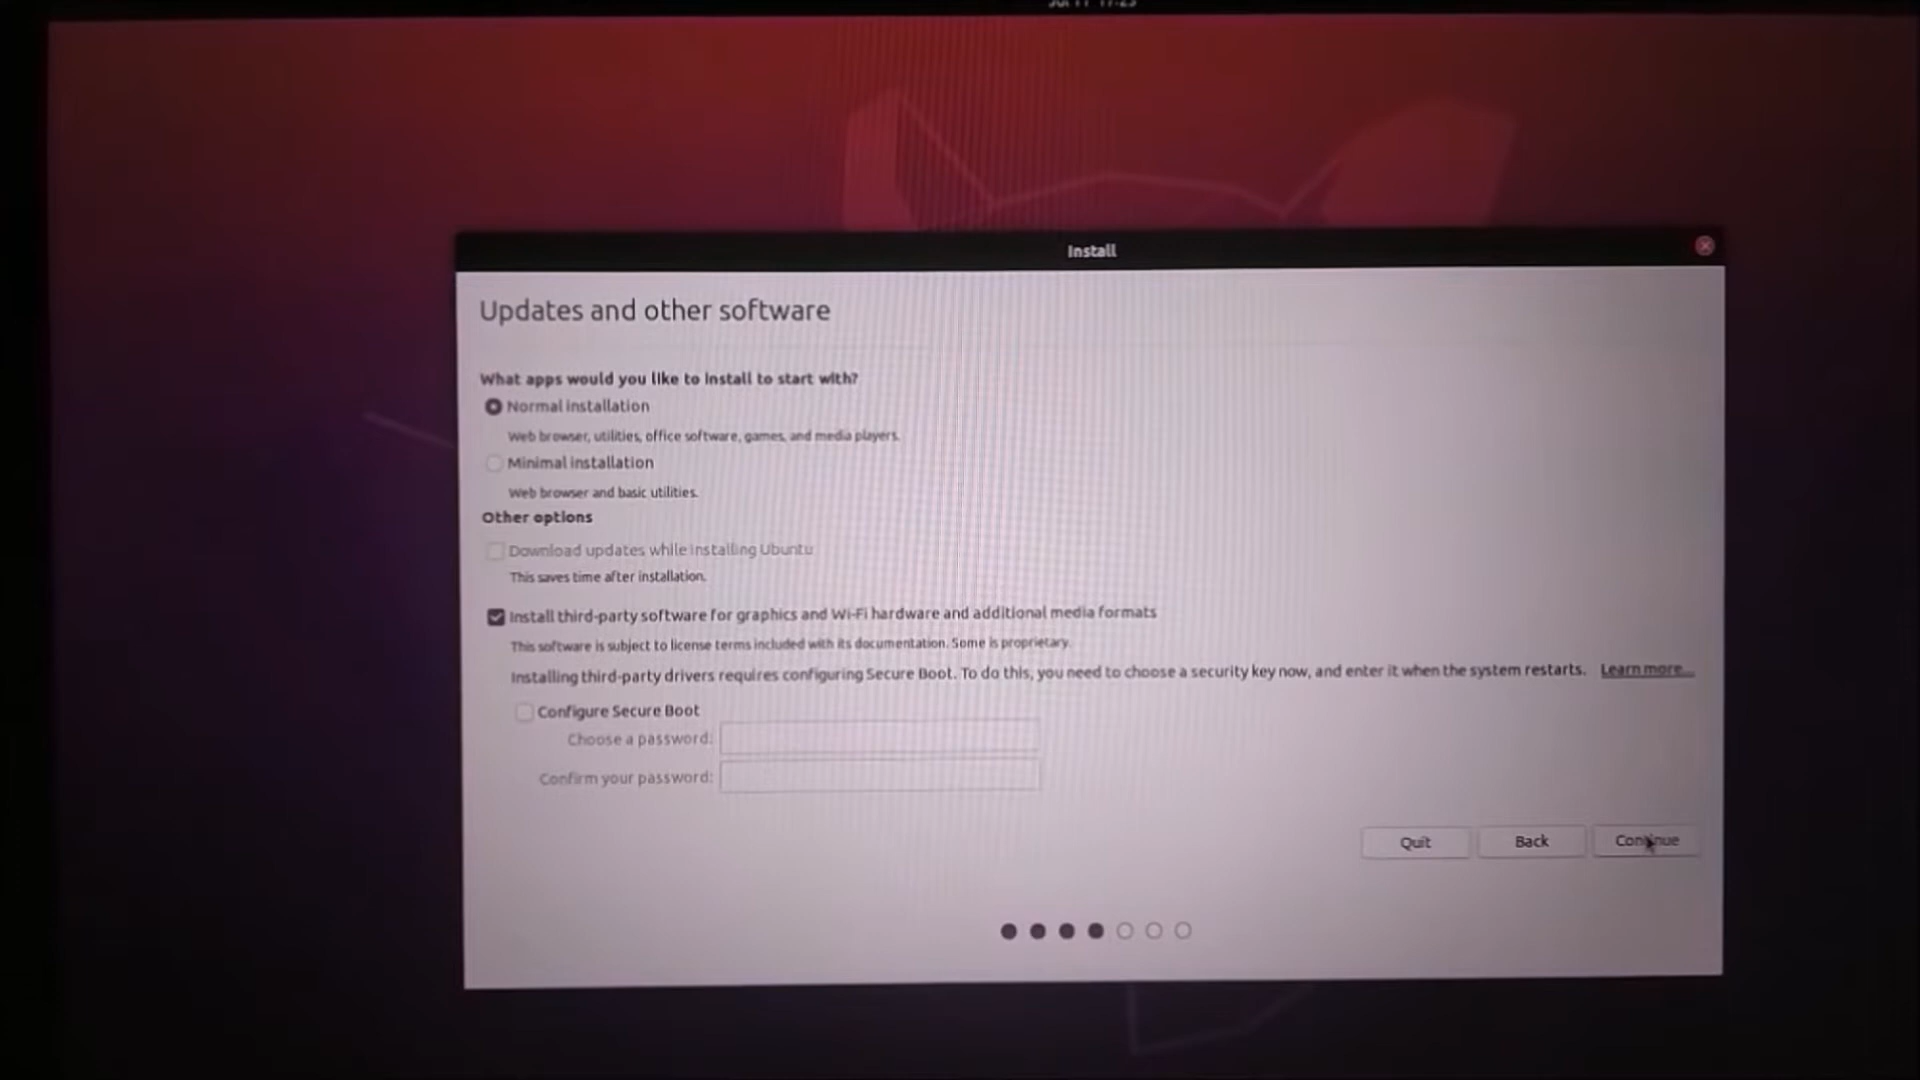 Install
Updates and other software
What apps would you like to install to start with?
Normal installation
Web browser, utilities, office software, games, and media players.
Minimal installation
Web browser and basic utilities.
Other options
Download updates while installing Ubuntu
This saves time after installation.
Install third-party software for graphics and Wi-Fi hardware and additional media formats
This software is subject to license terms included with its documentation. Some is proprietary.
Installing third-party drivers requires configuring Secure Boot. To do this, you need to choose a security key now, and enter it when the system restarts. Learn more...
Configure Secure Boot
Choose a password:
Confirm your password:
Quit Back Continue